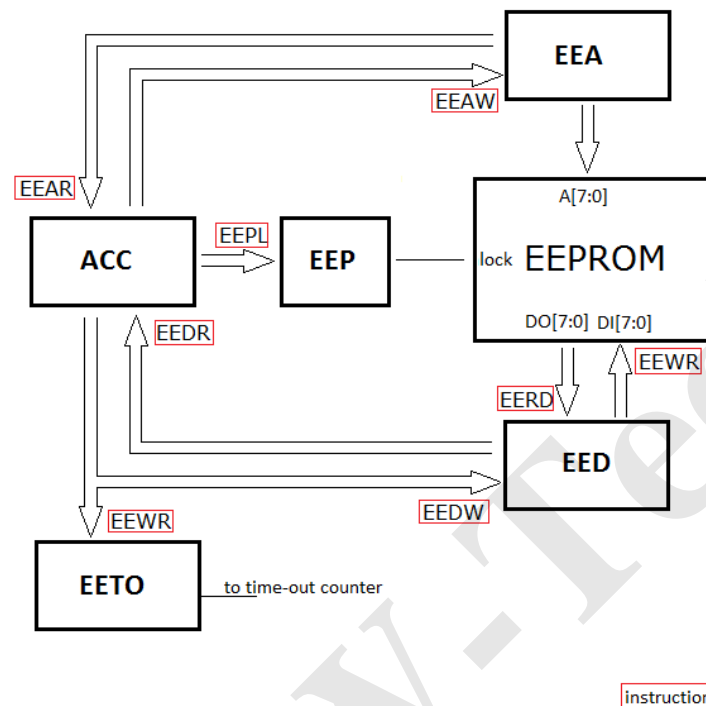 EEA
EEAW
EEAR
A[7:0]
EEPL
ACC
EEP
lock
EEPROM
DO[7:0] DI[7:0]
EEDR
EEWR
EERD
EED
EEDW
EEWR
EETO
to time-out counter
instruction